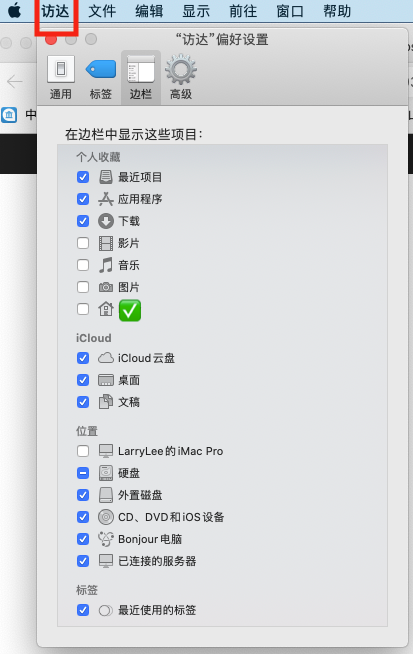 访达 文件 编辑 显示 前往 窗口 帮助
“访达”偏好设置
通用 标签 边栏 高级
中
在边栏中显示这些项目：
个人收藏
最近项目
应用程序
下载
影片
音乐
图片
iCloud
iCloud 云盘
桌面
文稿
位置
LarryLee的iMac Pro
硬盘
外置磁盘
CD、DVD和iOS设备
Bonjour电脑
已连接的服务器
标签
最近使用的标签